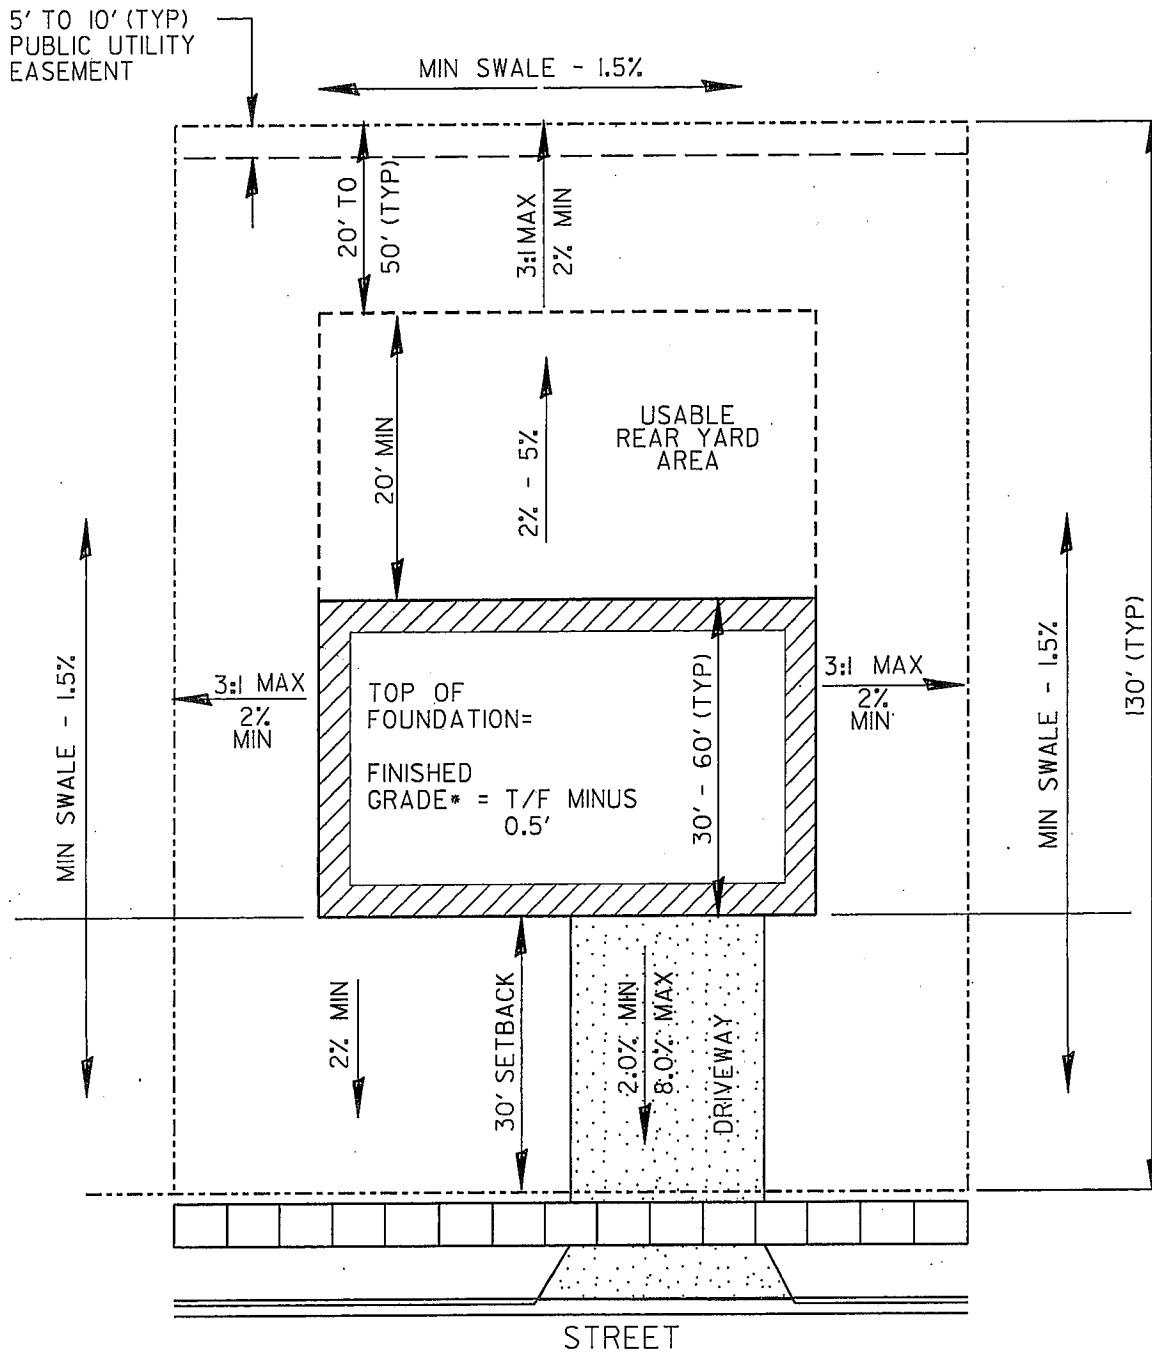 5' TO 10' (TYP)
PUBLIC UTILITY
EASEMENT
MIN SWALE - 1.5%
20' TO
50' (TYP)
3:1 MAX
2% MIN
20' MIN
2% - 5%
USABLE
REAR YARD
AREA
MIN SWALE - 1.5%
3:1 MAX
2%
MIN
TOP OF
FOUNDATION=
FINISHED
GRADE* = T/F MINUS
0.5'
30' - 60' (TYP)
3:1 MAX
2%
MIN
MIN SWALE - 1.5%
130' (TYP)
2% MIN
30' SETBACK
2.0% MIN
8.0% MAX
DRIVEWAY
STREET